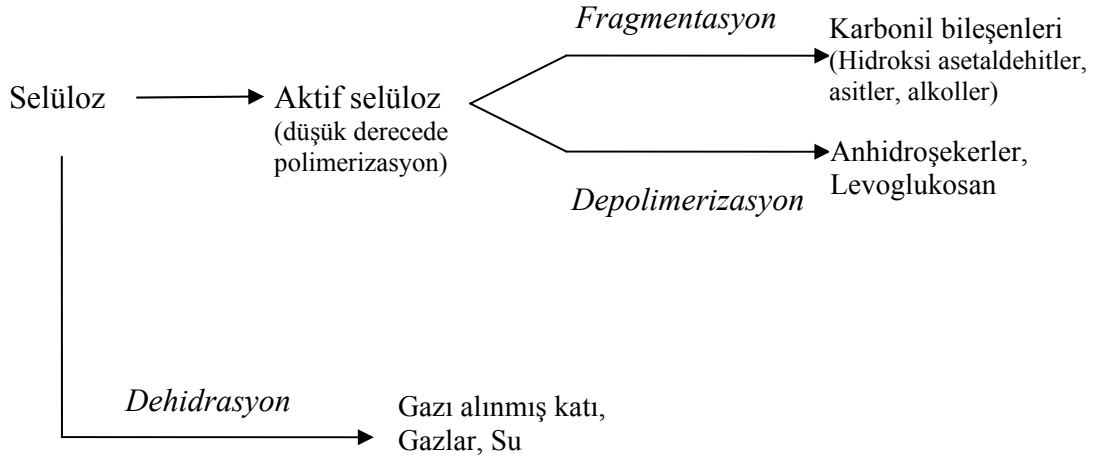 Fragmentasyon
Karbonil bileşenleri
(Hidroksi asetaldehitler,
asitler, alkoller)
Selüloz
Aktif selüloz
(düşük derecede
polimerizasyon)
Anhidroşekerler,
Levoglukosan
Depolimerizasyon
Dehidrasyon
Gazı alınmış katı,
Gazlar, Su